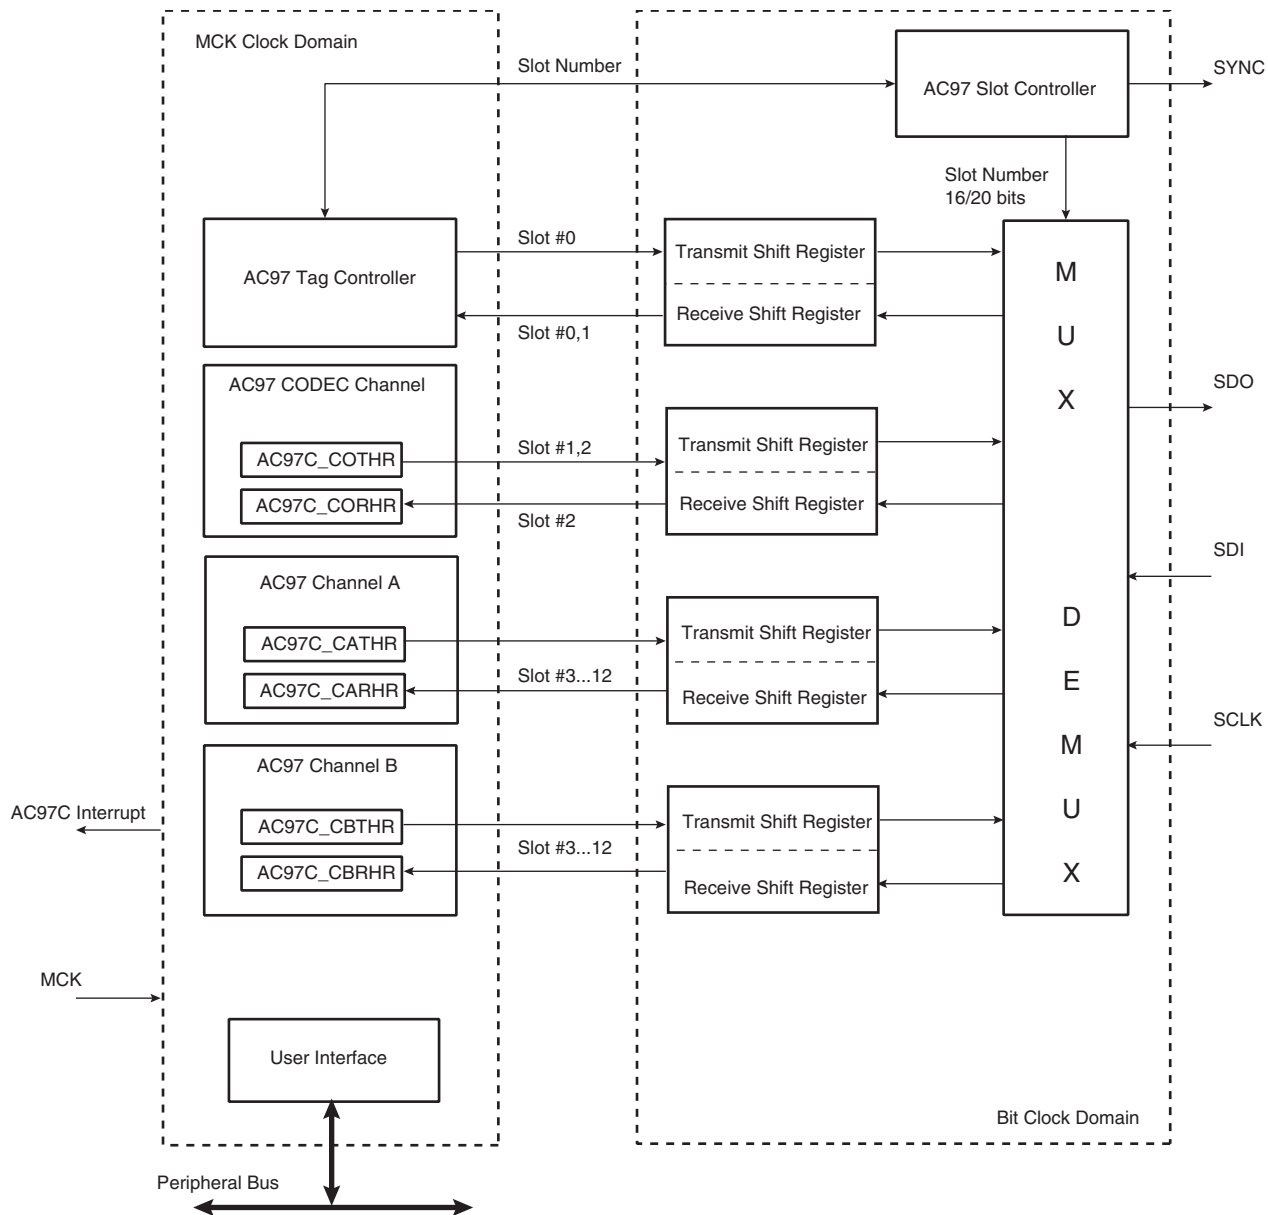 MCK Clock Domain
Slot Number
AC97 Slot Controller
SYNC
Slot Number
16/20 bits
AC97 Tag Controller
Slot #0
Slot #0,1
Transmit Shift Register
Receive Shift Register
M
U
X
D
E
M
U
X
AC97 CODEC Channel
AC97C_COTHR
AC97C_CORHR
Slot #1,2
Slot #2
Transmit Shift Register
Receive Shift Register
SDO
SDI
AC97 Channel A
AC97C_CATHR
AC97C_CARHR
Slot #3...12
Transmit Shift Register
Receive Shift Register
SCLK
AC97 Channel B
AC97C_CBTHR
AC97C_CBRHR
Slot #3...12
Transmit Shift Register
Receive Shift Register
AC97C Interrupt
MCK
User Interface
Bit Clock Domain
Peripheral Bus